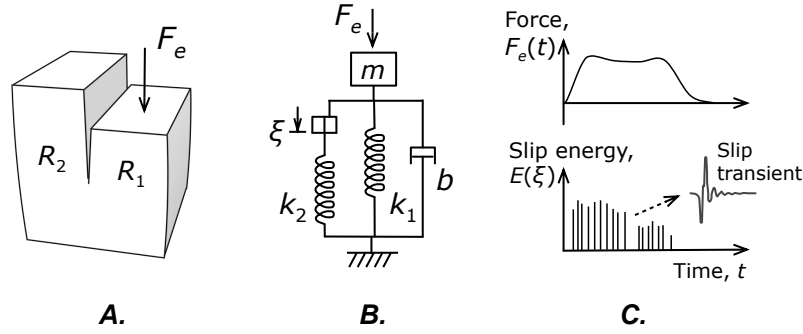 F_e
R_2
R_1
A.
F_e
m
ξ
k_2
k_1
b
B.
Force,
F_e(t)
Slip energy,
E(ξ)
Slip
transient
Time, t
C.